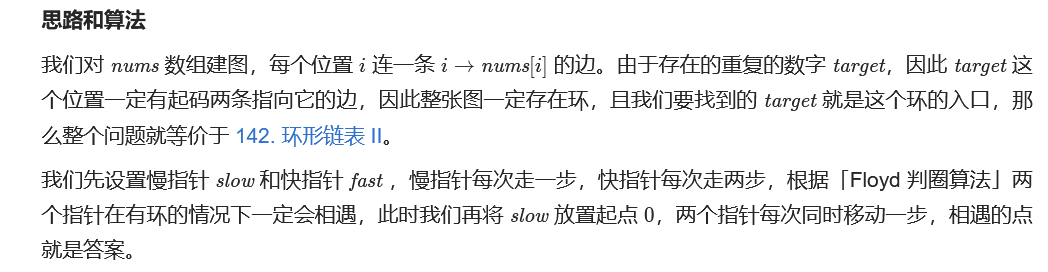 思路和算法
我们对 nums 数组建图，每个位置 i 连一条 i → nums[i] 的边。由于存在的重复的数字 target，因此 target 这
个位置一定有起码两条指向它的边，因此整张图一定存在环，且我们要找到的 target 就是这个环的入口，那
么整个问题就等价于 142. 环形链表 II。
我们先设置慢指针 slow 和快指针 fast ，慢指针每次走一步，快指针每次走两步，根据「Floyd 判圈算法」两
个指针在有环的情况下一定会相遇，此时我们再将 slow 放置起点 0，两个指针每次同时移动一步，相遇的点
就是答案。